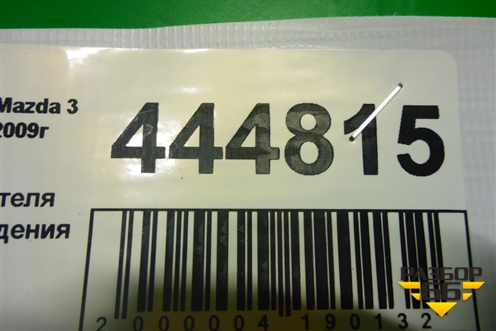 Mazda 3
2009г
444815
теля
дения
2000004190132
РАЗБОР
66